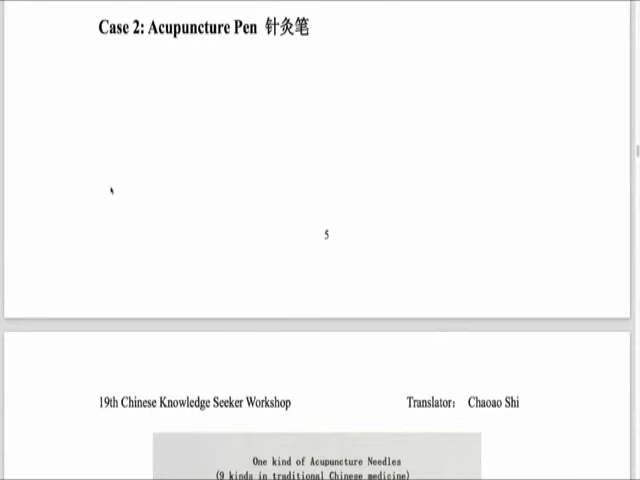 Case 2: Acupuncture Pen 针灸笔
5
19th Chinese Knowledge Seeker Workshop Translator： Chaoao Shi
One kind of Acupuncture Needles
(9 kinds in traditional Chinese medicine)